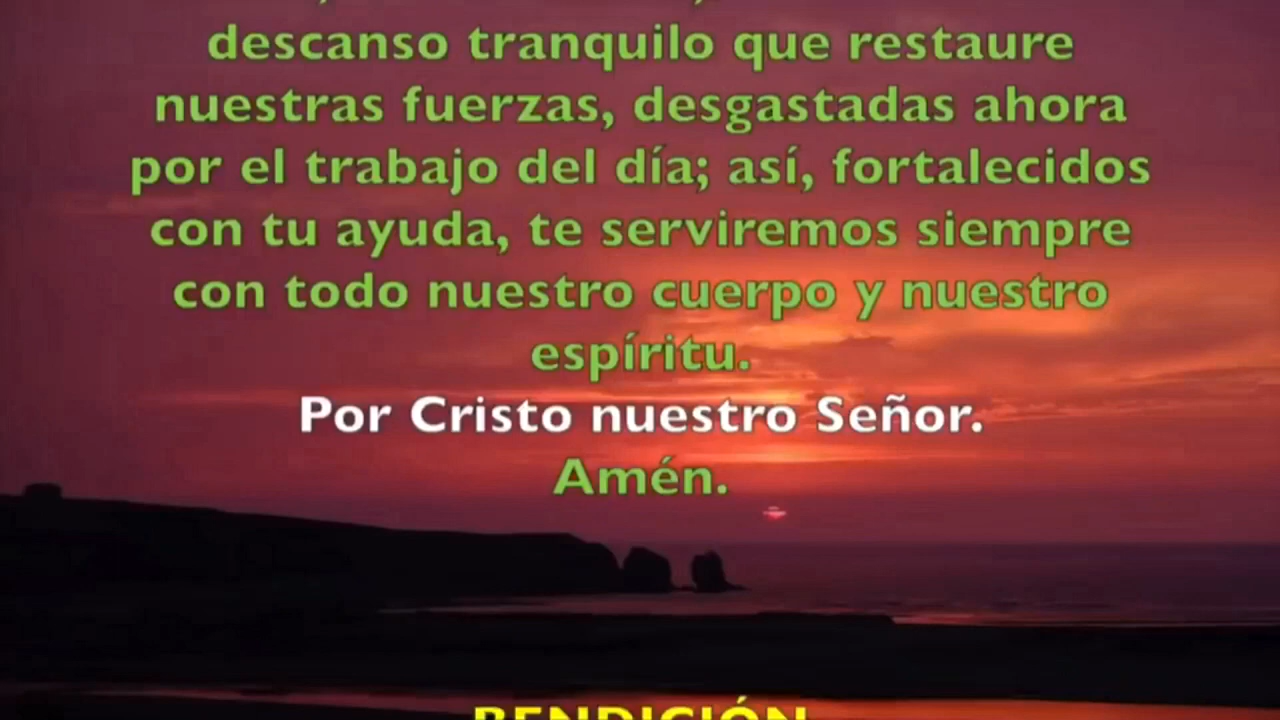 descanso tranquilo que restaure
nuestras fuerzas, desgastadas ahora
por el trabajo del día; así, fortalecidos
con tu ayuda, te serviremos siempre
con todo nuestro cuerpo y nuestro
espíritu.
Por Cristo nuestro Señor.
Amén.
BENDICIÓN